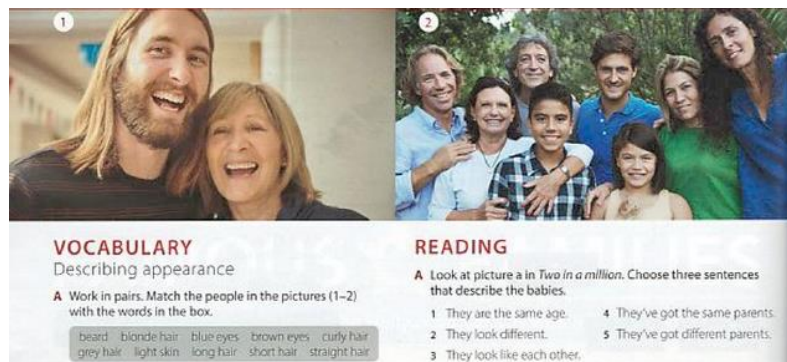 1
2
VOCABULARY
Describing appearance
A Work in pairs. Match the people in the pictures (1–2)
with the words in the box.
beard blonde hair blue eyes brown eyes curly hair
grey hair light skin long hair short hair straight hair
READING
A Look at picture a in Two in a million. Choose three sentences
that describe the babies.
1 They are the same age.
2 They look different.
3 They look like each other.
4 They've got the same parents.
5 They've got different parents.